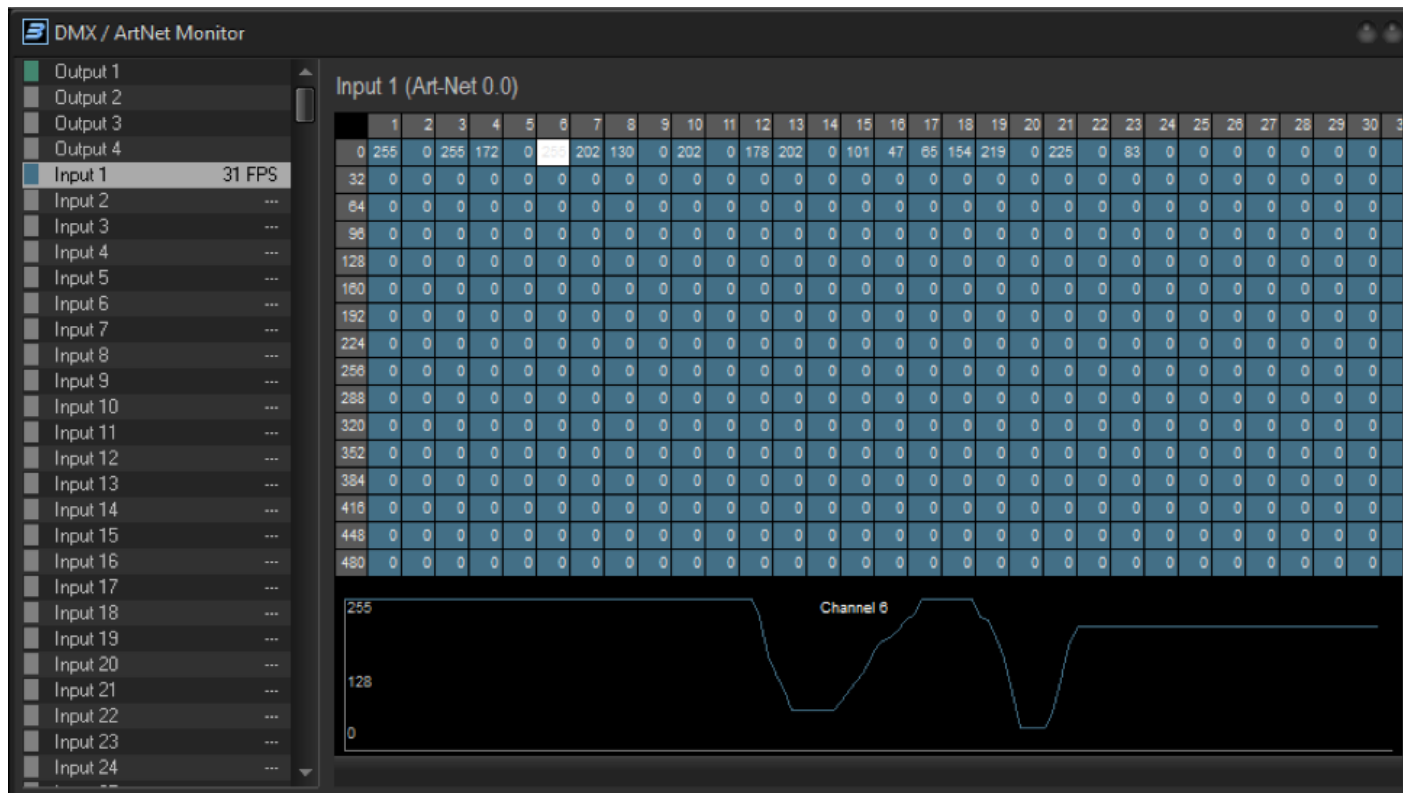 DMX / ArtNet Monitor
Output 1
Output 2
Output 3
Output 4
Input 1 31 FPS
Input 2 ---
Input 3 ---
Input 4 ---
Input 5 ---
Input 6 ---
Input 7 ---
Input 8 ---
Input 9 ---
Input 10 ---
Input 11 ---
Input 12 ---
Input 13 ---
Input 14 ---
Input 15 ---
Input 16 ---
Input 17 ---
Input 18 ---
Input 19 ---
Input 20 ---
Input 21 ---
Input 22 ---
Input 23 ---
Input 24 ---
Input 1 (Art-Net 0.0)
1 2 3 4 5 6 7 8 9 10 11 12 13 14 15 16 17 18 19 20 21 22 23 24 25 26 27 28 29 30
0 255 0 255 172 0 255 202 130 0 202 0 178 202 0 101 47 65 154 219 0 225 0 83 0 0 0 0 0 0 0
32 0 0 0 0 0 0 0 0 0 0 0 0 0 0 0 0 0 0 0 0 0 0 0 0 0 0 0 0 0 0
64 0 0 0 0 0 0 0 0 0 0 0 0 0 0 0 0 0 0 0 0 0 0 0 0 0 0 0 0 0 0
96 0 0 0 0 0 0 0 0 0 0 0 0 0 0 0 0 0 0 0 0 0 0 0 0 0 0 0 0 0 0
128 0 0 0 0 0 0 0 0 0 0 0 0 0 0 0 0 0 0 0 0 0 0 0 0 0 0 0 0 0 0
160 0 0 0 0 0 0 0 0 0 0 0 0 0 0 0 0 0 0 0 0 0 0 0 0 0 0 0 0 0 0
192 0 0 0 0 0 0 0 0 0 0 0 0 0 0 0 0 0 0 0 0 0 0 0 0 0 0 0 0 0 0
224 0 0 0 0 0 0 0 0 0 0 0 0 0 0 0 0 0 0 0 0 0 0 0 0 0 0 0 0 0 0
256 0 0 0 0 0 0 0 0 0 0 0 0 0 0 0 0 0 0 0 0 0 0 0 0 0 0 0 0 0 0
288 0 0 0 0 0 0 0 0 0 0 0 0 0 0 0 0 0 0 0 0 0 0 0 0 0 0 0 0 0 0
320 0 0 0 0 0 0 0 0 0 0 0 0 0 0 0 0 0 0 0 0 0 0 0 0 0 0 0 0 0 0
352 0 0 0 0 0 0 0 0 0 0 0 0 0 0 0 0 0 0 0 0 0 0 0 0 0 0 0 0 0 0
384 0 0 0 0 0 0 0 0 0 0 0 0 0 0 0 0 0 0 0 0 0 0 0 0 0 0 0 0 0 0
416 0 0 0 0 0 0 0 0 0 0 0 0 0 0 0 0 0 0 0 0 0 0 0 0 0 0 0 0 0 0
448 0 0 0 0 0 0 0 0 0 0 0 0 0 0 0 0 0 0 0 0 0 0 0 0 0 0 0 0 0 0
480 0 0 0 0 0 0 0 0 0 0 0 0 0 0 0 0 0 0 0 0 0 0 0 0 0 0 0 0 0 0
255 Channel 6
128
0